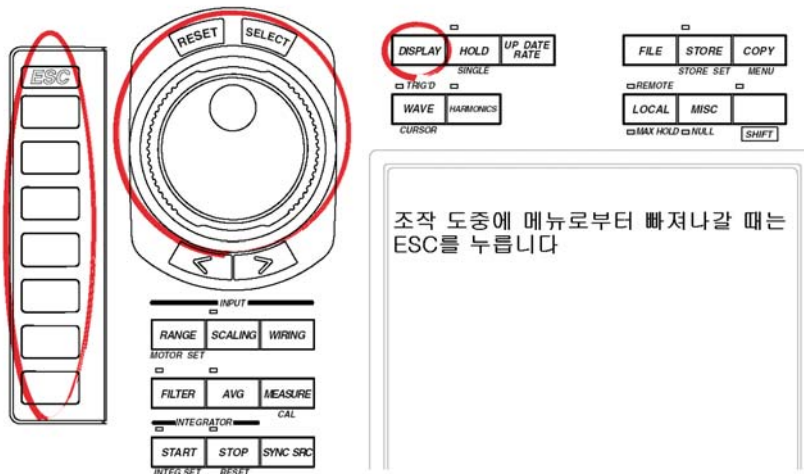 ESC
RESET
SELECT
INPUT
RANGE SCALING WIRING
MOTOR SET
FILTER AVG MEASURE
CAL
INTEGRATOR
START STOP SYNC SRC
INTEG SET RESET
DISPLAY HOLD UP DATE RATE
SINGLE
TRIG'D
WAVE HARMONICS
CURSOR
FILE STORE COPY
STORE SET MENU
REMOTE
LOCAL MISC
MAX HOLD NULL SHIFT
조작 도중에 메뉴로부터 빠져나갈 때는
ESC를 누릅니다